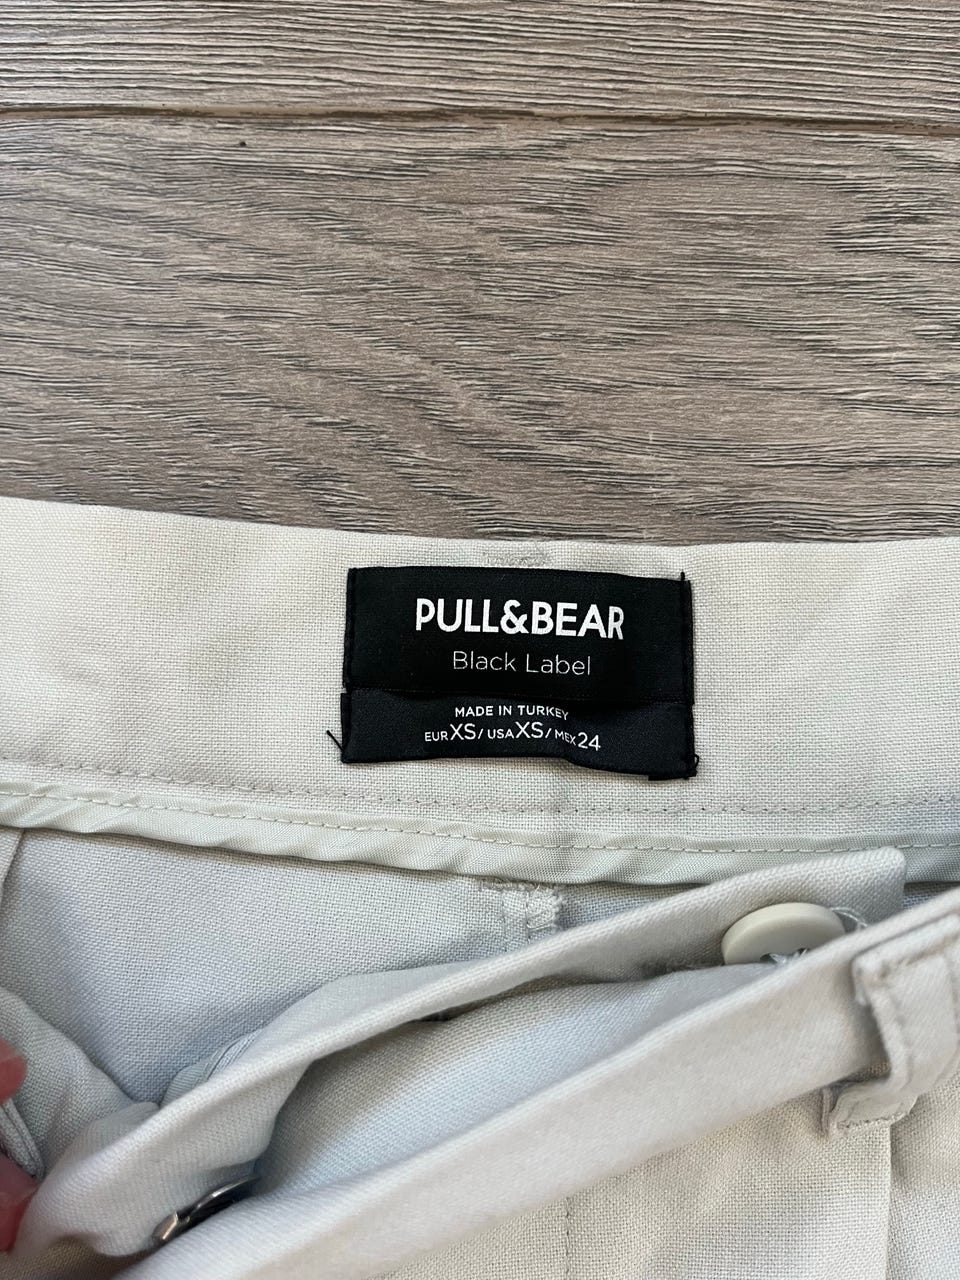 PULL&BEAR
Black Label
MADE IN TURKEY
EUR XS / USA XS / MEX 24